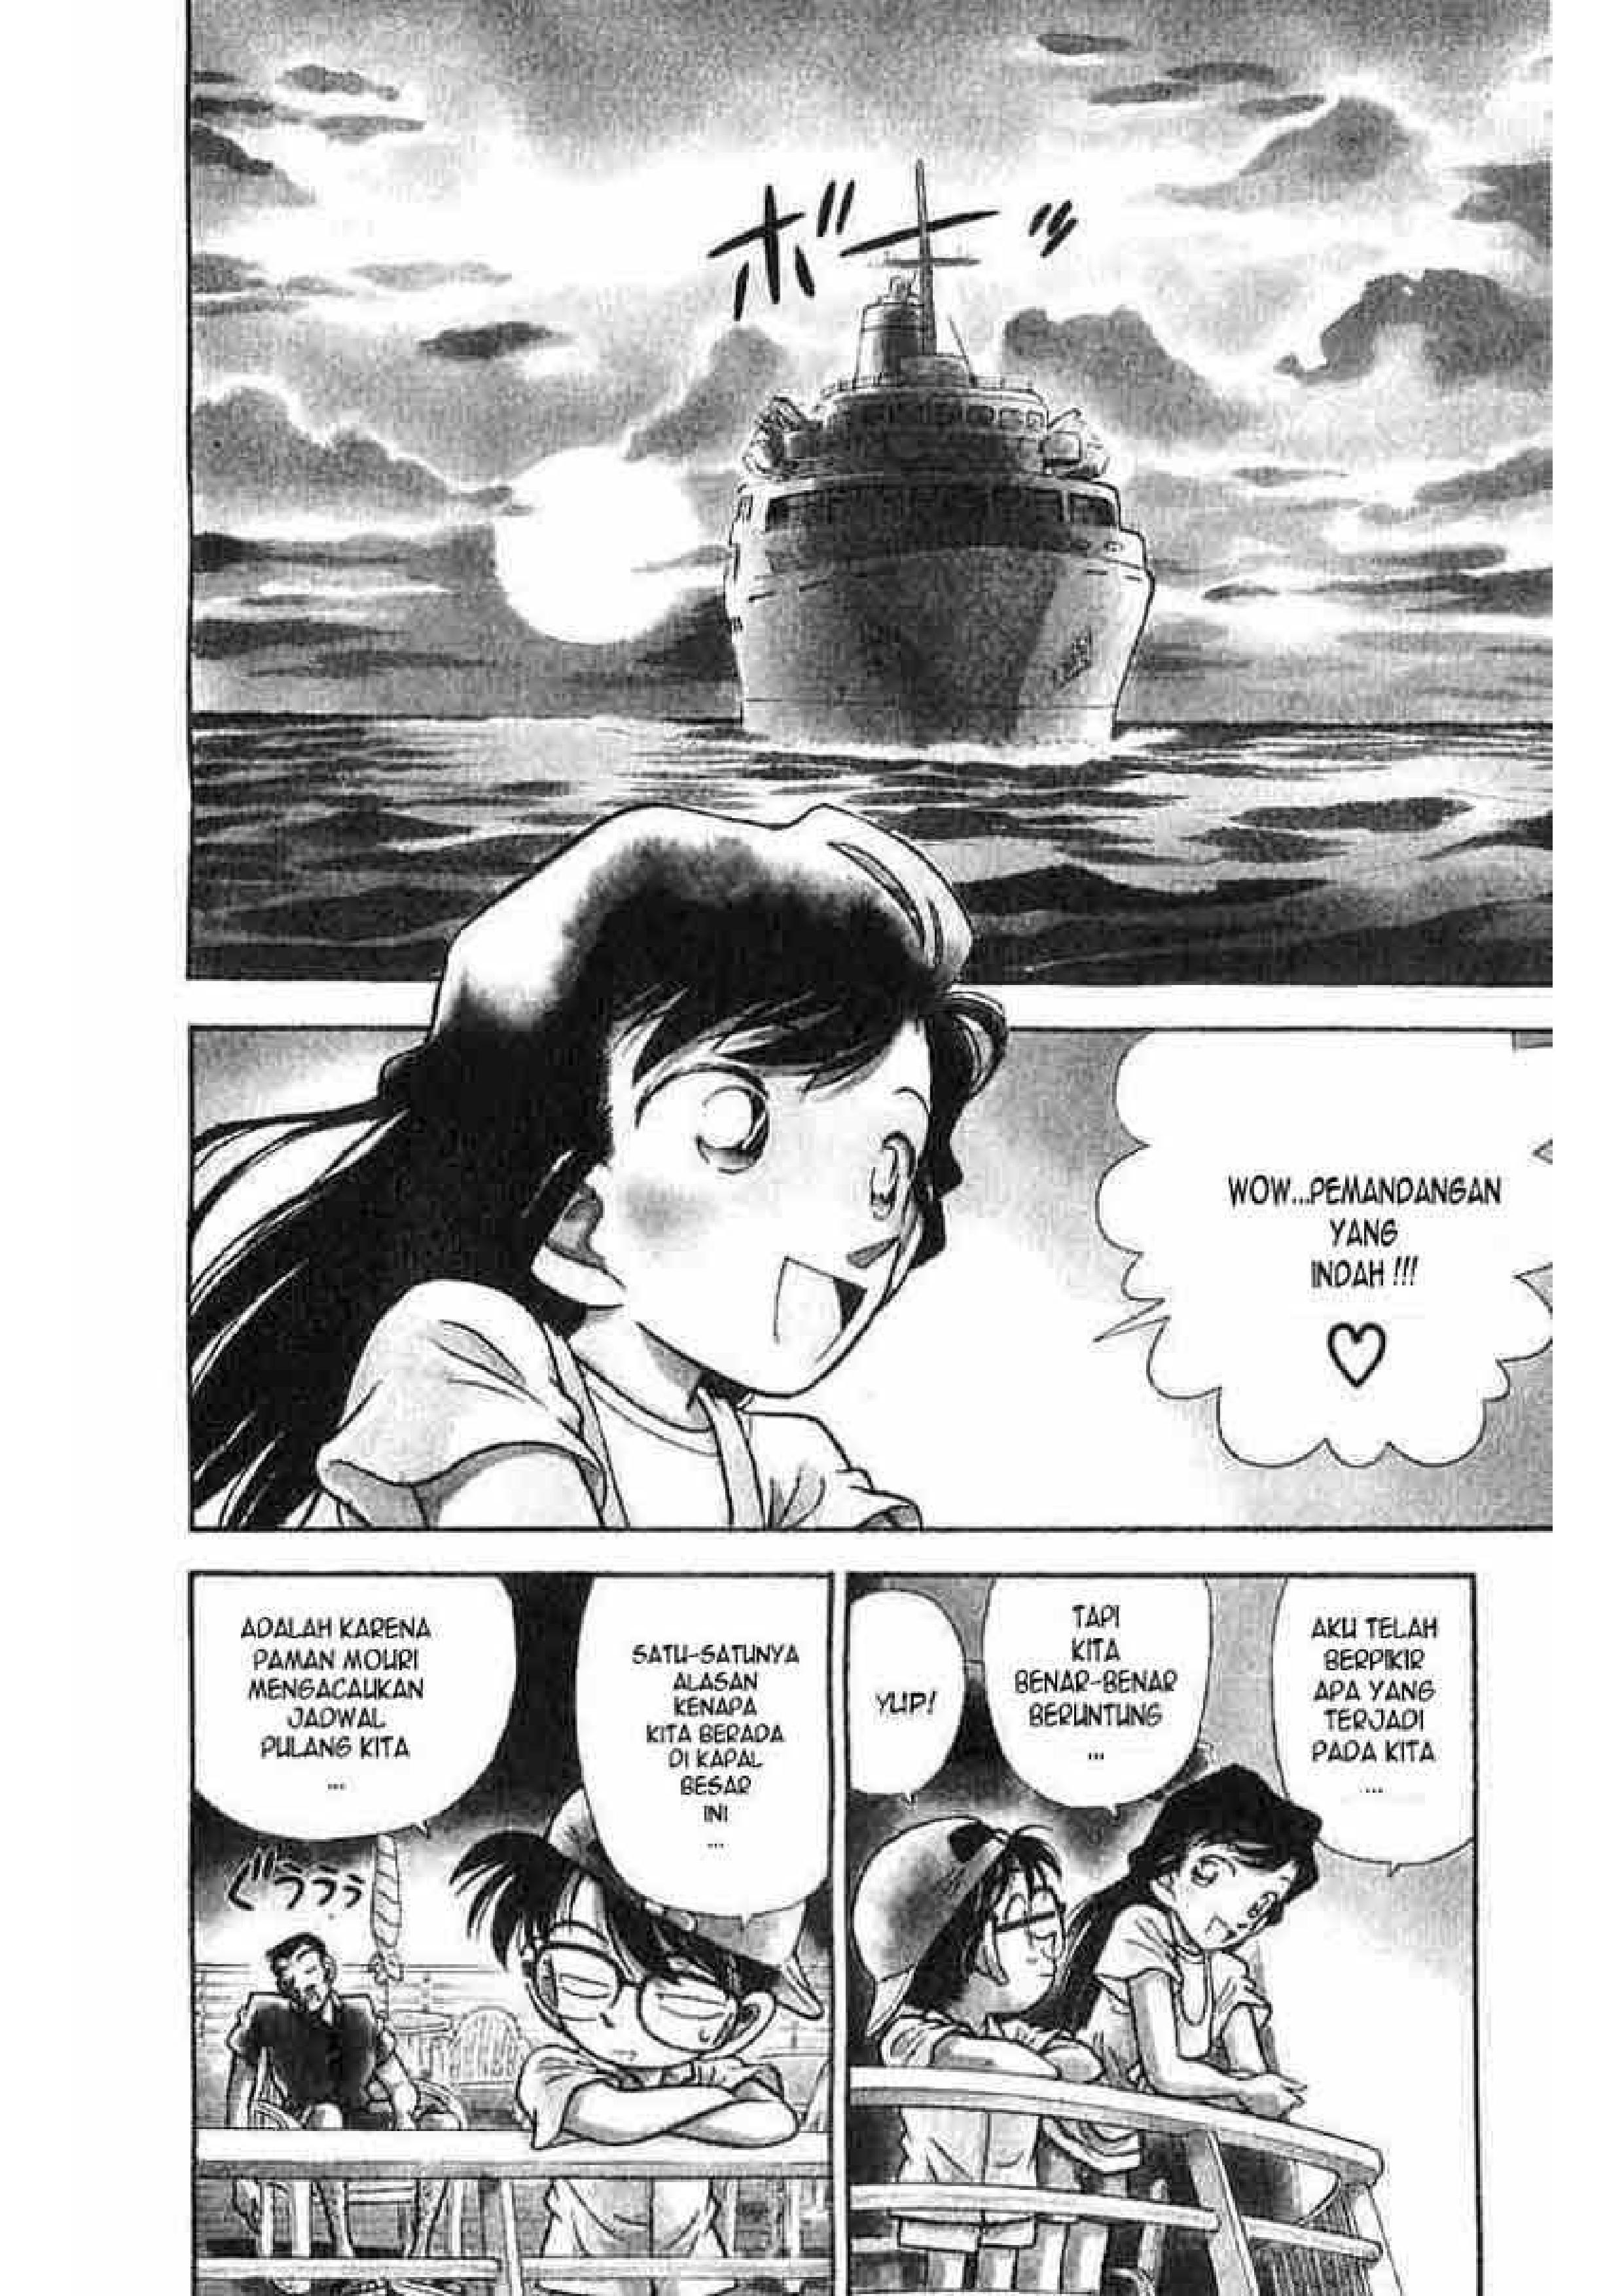 ボーッ
WOW...PEMANDANGAN
YANG
INDAH !!!
♡
AKU TELAH
BERPIKIR
APA YANG
TERJADI
PADA KITA
...
TAPI
KITA
BENAR-BENAR
BERUNTUNG
...
YUP!
SATU-SATUNYA
ALASAN
KENAPA
KITA BERADA
DI KAPAL
BESAR
INI
...
ADALAH KARENA
PAMAN MOURI
MENGACAUKAN
JADWAL
PULANG KITA
...
ぐううぅ